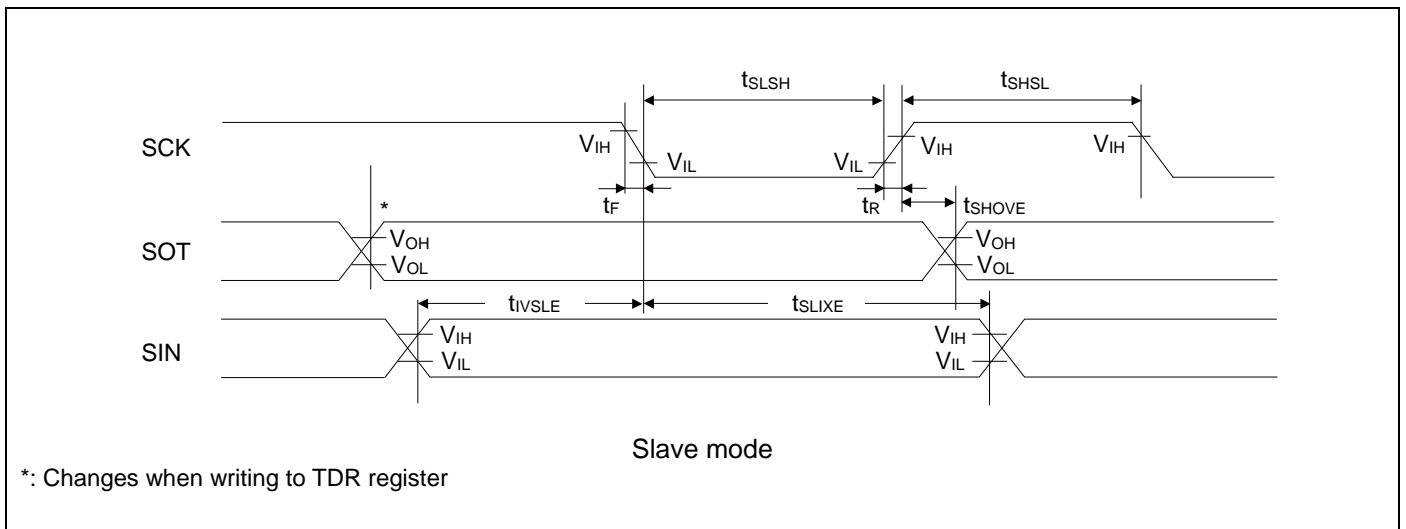 tSLSH
tSHSL
SCK
VIH
VIL
VIL
VIH
VIH
tF
tR
tSHOVE
*
SOT
VOH
VOL
VOH
VOL
tIVSLE
tSLIXE
SIN
VIH
VIL
VIH
VIL
Slave mode
*: Changes when writing to TDR register